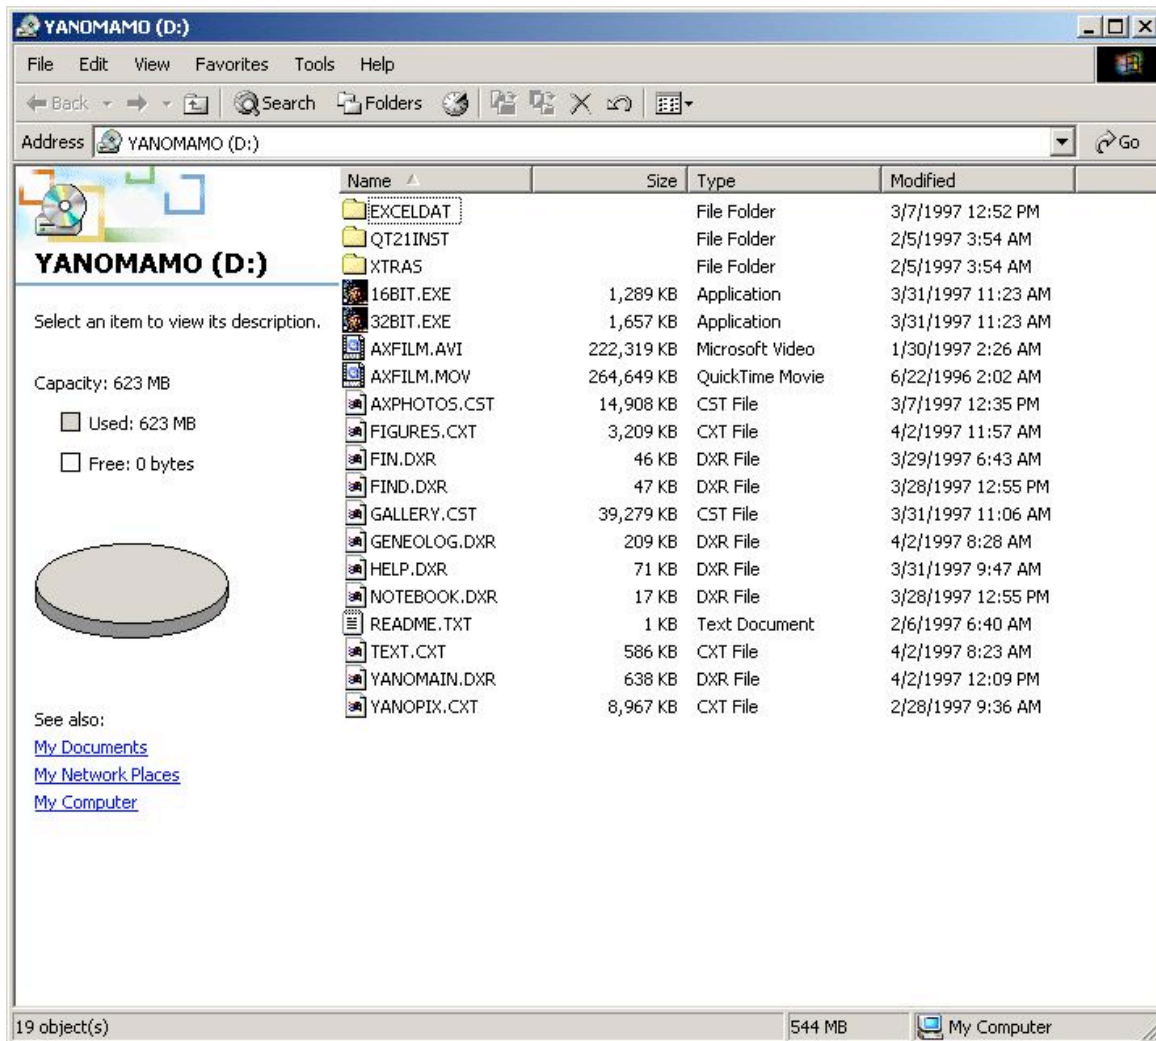 YANOMAMO (D:)
File Edit View Favorites Tools Help
Back Search Folders
Address YANOMAMO (D:) Go
YANOMAMO (D:)
Select an item to view its description.
Capacity: 623 MB
Used: 623 MB
Free: 0 bytes
See also:
My Documents
My Network Places
My Computer
Name Size Type Modified
EXCELDAT File Folder 3/7/1997 12:52 PM
QT21INST File Folder 2/5/1997 3:54 AM
XTRAS File Folder 2/5/1997 3:54 AM
16BIT.EXE 1,289 KB Application 3/31/1997 11:23 AM
32BIT.EXE 1,657 KB Application 3/31/1997 11:23 AM
AXFILM.AVI 222,319 KB Microsoft Video 1/30/1997 2:26 AM
AXFILM.MOV 264,649 KB QuickTime Movie 6/22/1996 2:02 AM
AXPHOTOS.CST 14,908 KB CST File 3/7/1997 12:35 PM
FIGURES.CXT 3,209 KB CXT File 4/2/1997 11:57 AM
FIN.DXR 46 KB DXR File 3/29/1997 6:43 AM
FIND.DXR 47 KB DXR File 3/28/1997 12:55 PM
GALLERY.CST 39,279 KB CST File 3/31/1997 11:06 AM
GENEOLOG.DXR 209 KB DXR File 4/2/1997 8:28 AM
HELP.DXR 71 KB DXR File 3/31/1997 9:47 AM
NOTEBOOK.DXR 17 KB DXR File 3/28/1997 12:55 PM
README.TXT 1 KB Text Document 2/6/1997 6:40 AM
TEXT.CXT 586 KB CXT File 4/2/1997 8:23 AM
YANOMAIN.DXR 638 KB DXR File 4/2/1997 12:09 PM
YANOPIX.CXT 8,967 KB CXT File 2/28/1997 9:36 AM
19 object(s) 544 MB My Computer